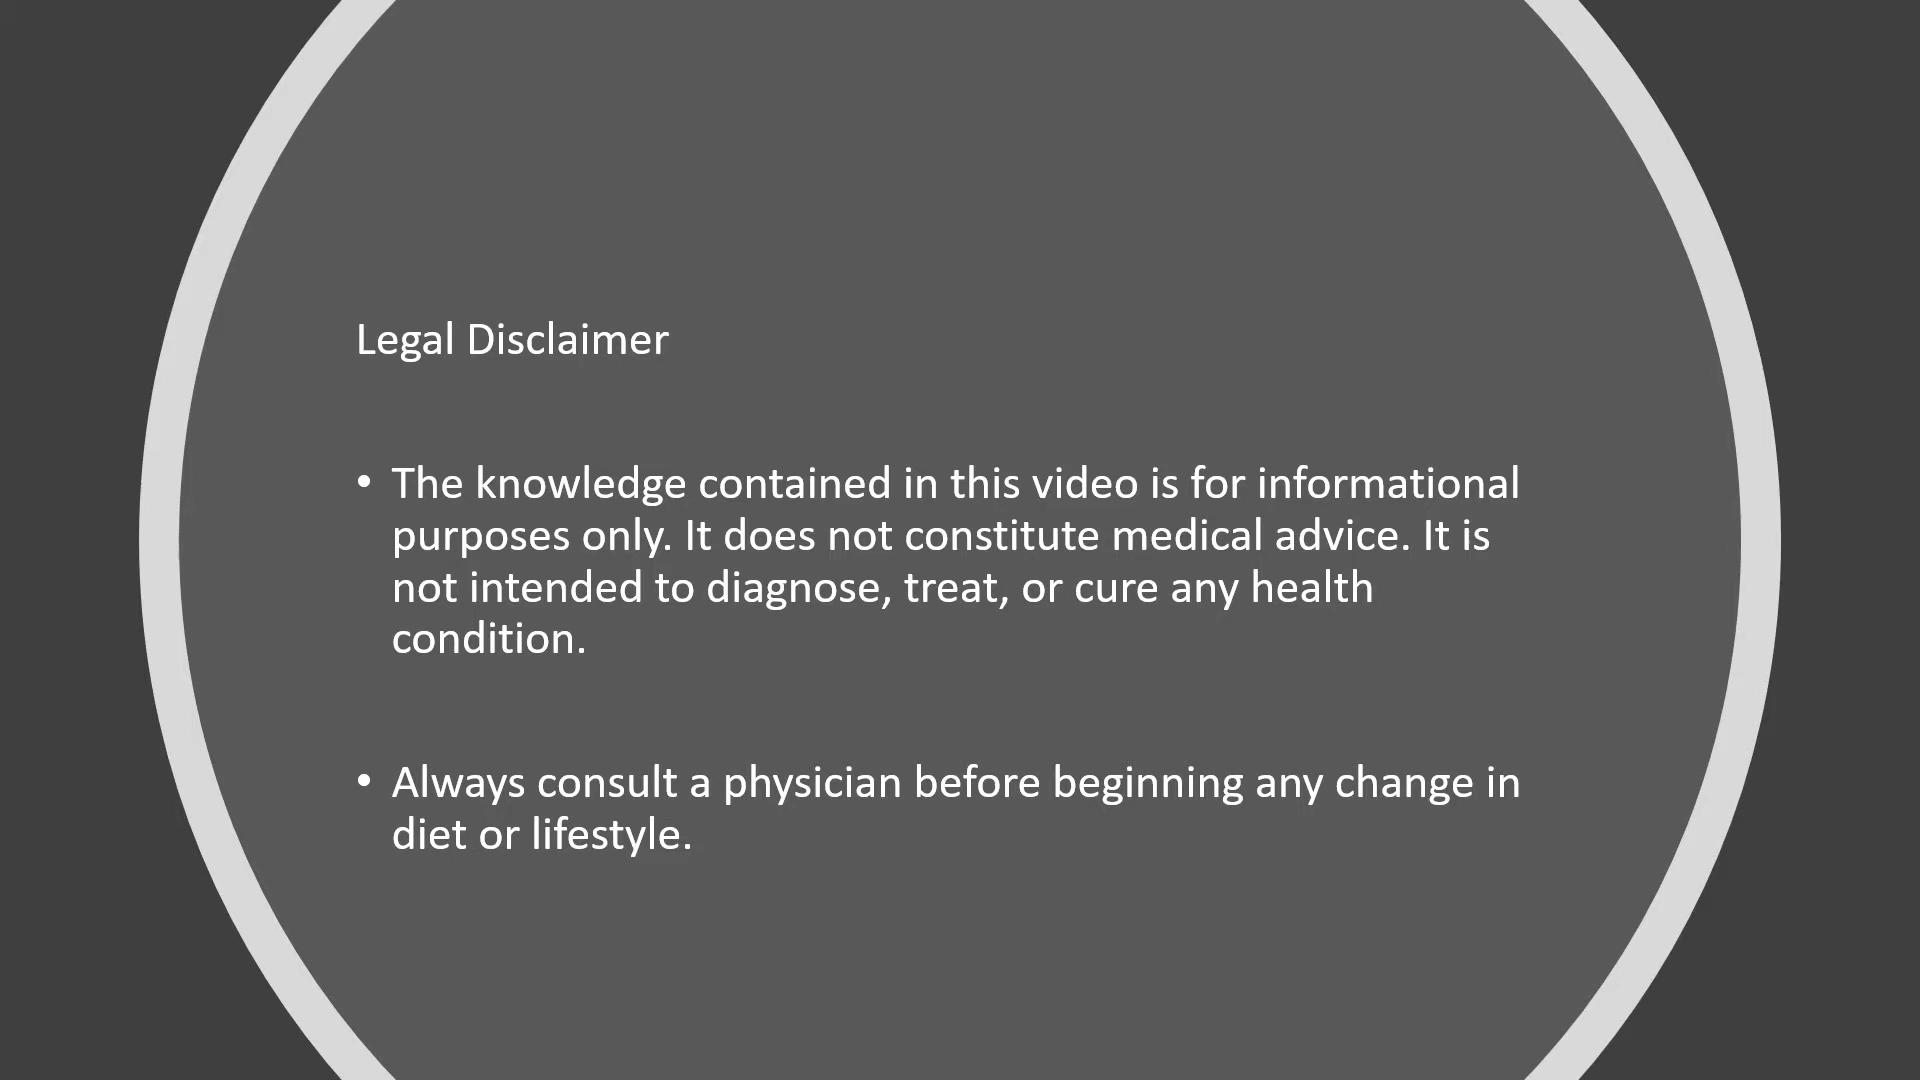 Legal Disclaimer
• The knowledge contained in this video is for informational
purposes only. It does not constitute medical advice. It is
not intended to diagnose, treat, or cure any health
condition.
• Always consult a physician before beginning any change in
diet or lifestyle.